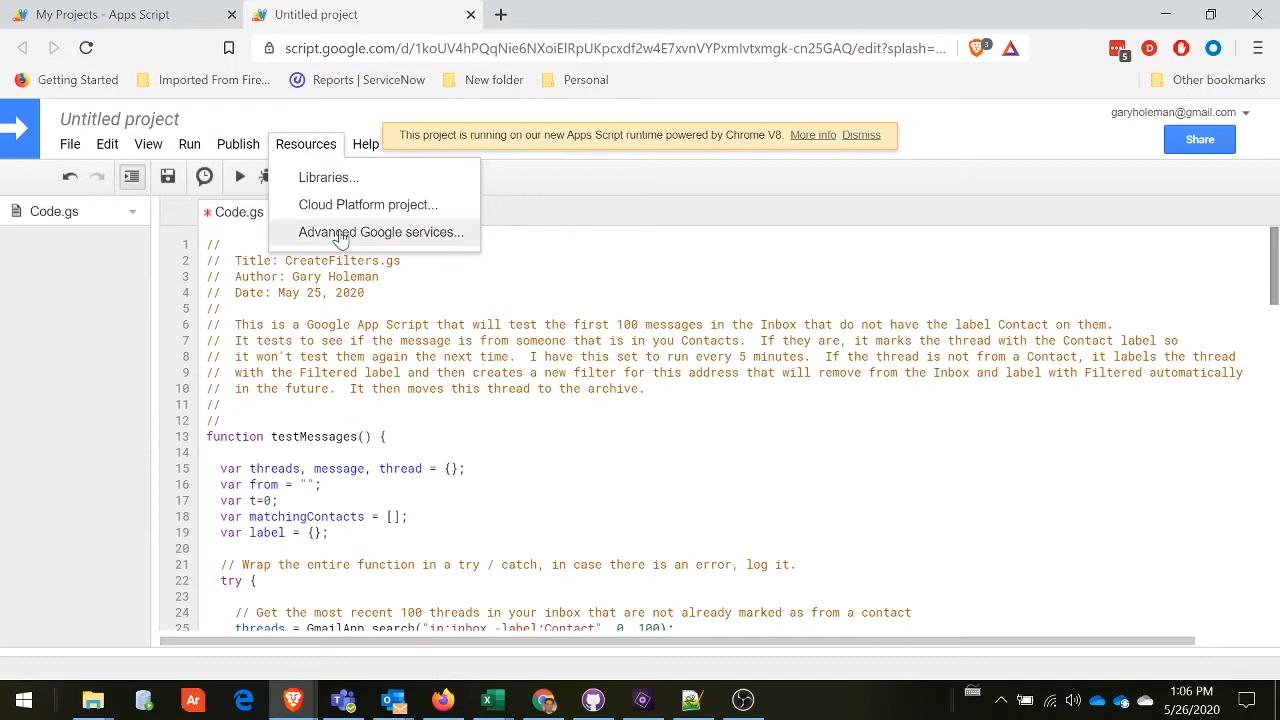 My Projects - Apps Script
Untitled project
script.google.com/d/1koUV4hPQqNie6NXoiElRpUKpcxdf2w4E7xvnVYPxmIvtxmgk-cn25GAQ/edit?splash=...
3
5
Getting Started
Imported From Fire...
Reports | ServiceNow
New folder
Personal
Other bookmarks
Untitled project
garyholeman@gmail.com
File Edit View Run Publish Resources Help
This project is running on our new Apps Script runtime powered by Chrome V8. More info Dismiss
Share
Libraries...
Cloud Platform project...
Advanced Google services...
Code.gs
* Code.gs
1 //
2 // Title: CreateFilters.gs
3 // Author: Gary Holeman
4 // Date: May 25, 2020
5 //
6 // This is a Google App Script that will test the first 100 messages in the Inbox that do not have the label Contact on them.
7 // It tests to see if the message is from someone that is in you Contacts. If they are, it marks the thread with the Contact label so
8 // it won't test them again the next time. I have this set to run every 5 minutes. If the thread is not from a Contact, it labels the thread
9 // with the Filtered label and then creates a new filter for this address that will remove from the Inbox and label with Filtered automatically
10 // in the future. It then moves this thread to the archive.
11 //
12 //
13 function testMessages() {
14
15 var threads, message, thread = {};
16 var from = "";
17 var t=0;
18 var matchingContacts = [];
19 var label = {};
20
21 // Wrap the entire function in a try / catch, in case there is an error, log it.
22 try {
23
24 // Get the most recent 100 threads in your inbox that are not already marked as from a contact
25 threads = GmailApp.search("in:inbox -label:Contact", 0, 100);
Ar
1:06 PM
5/26/2020